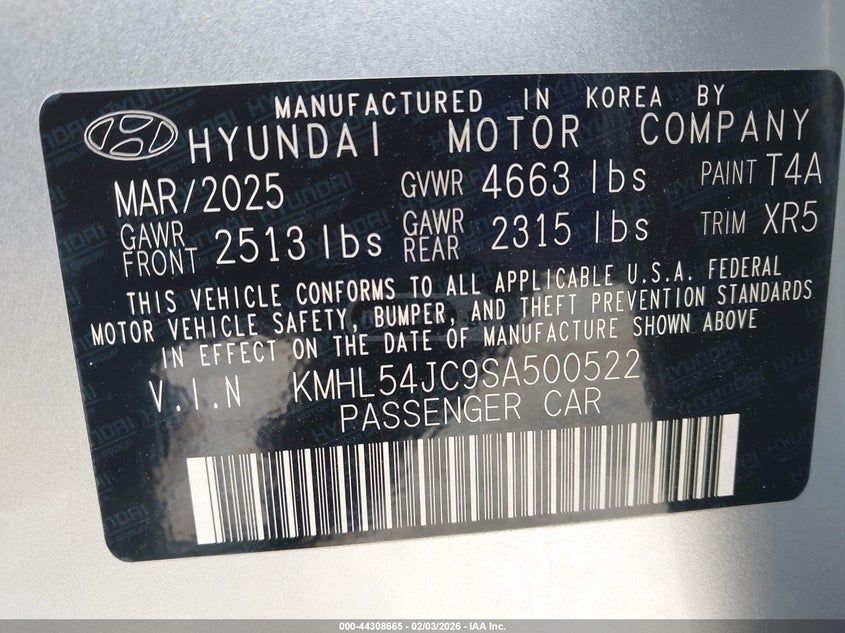 MANUFACTURED IN KOREA BY
HYUNDAI MOTOR COMPANY
MAR/2025 GVWR 4663 lbs PAINT T4A
GAWR FRONT 2513 lbs GAWR REAR 2315 lbs TRIM XR5
THIS VEHICLE CONFORMS TO ALL APPLICABLE U.S.A. FEDERAL
MOTOR VEHICLE SAFETY, BUMPER, AND THEFT PREVENTION STANDARDS
IN EFFECT ON THE DATE OF MANUFACTURE SHOWN ABOVE
V.I.N KMHL54JC9SA500522
PASSENGER CAR
000-44308665 - 02/03/2026 - IAA Inc.